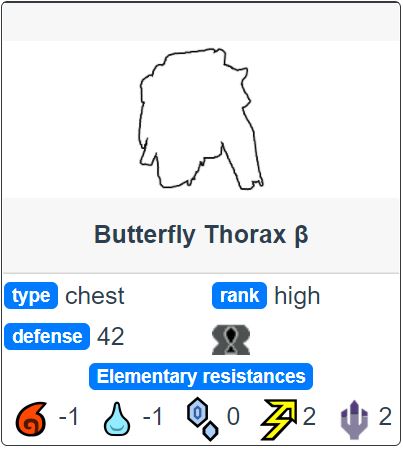 Butterfly Thorax β
type chest rank high
defense 42
Elementary resistances
-1 -1 0 2 2